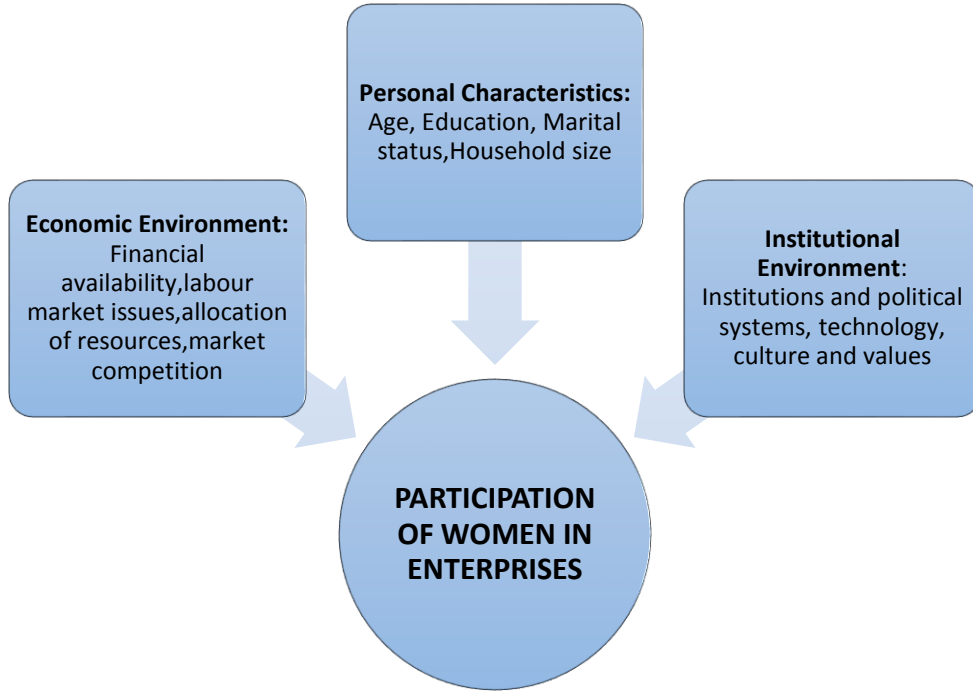 Personal Characteristics:
Age, Education, Marital
status,Household size
Economic Environment:
Financial
availability,labour
market issues,allocation
of resources,market
competition
Institutional
Environment:
Institutions and political
systems, technology,
culture and values
PARTICIPATION
OF WOMEN IN
ENTERPRISES